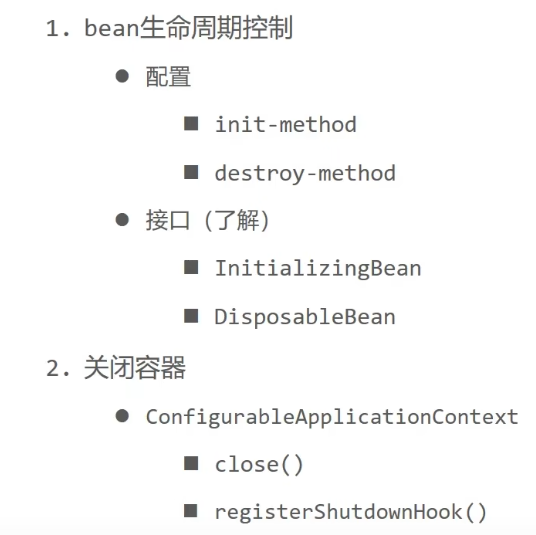 1. bean生命周期控制
● 配置
■ init-method
■ destroy-method
● 接口（了解）
■ InitializingBean
■ DisposableBean
2. 关闭容器
● ConfigurableApplicationContext
■ close()
■ registerShutdownHook()